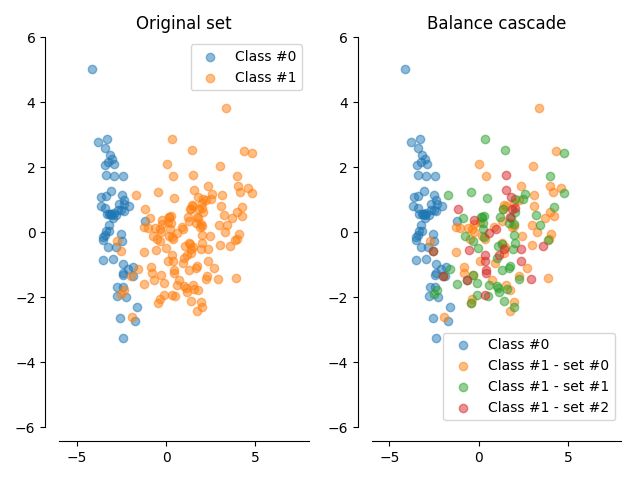 Original set
Class #0
Class #1
6
4
2
0
−2
−4
−6
−5
0
5
Balance cascade
6
4
2
0
−2
−4
−6
Class #0
Class #1 - set #0
Class #1 - set #1
Class #1 - set #2
−5
0
5